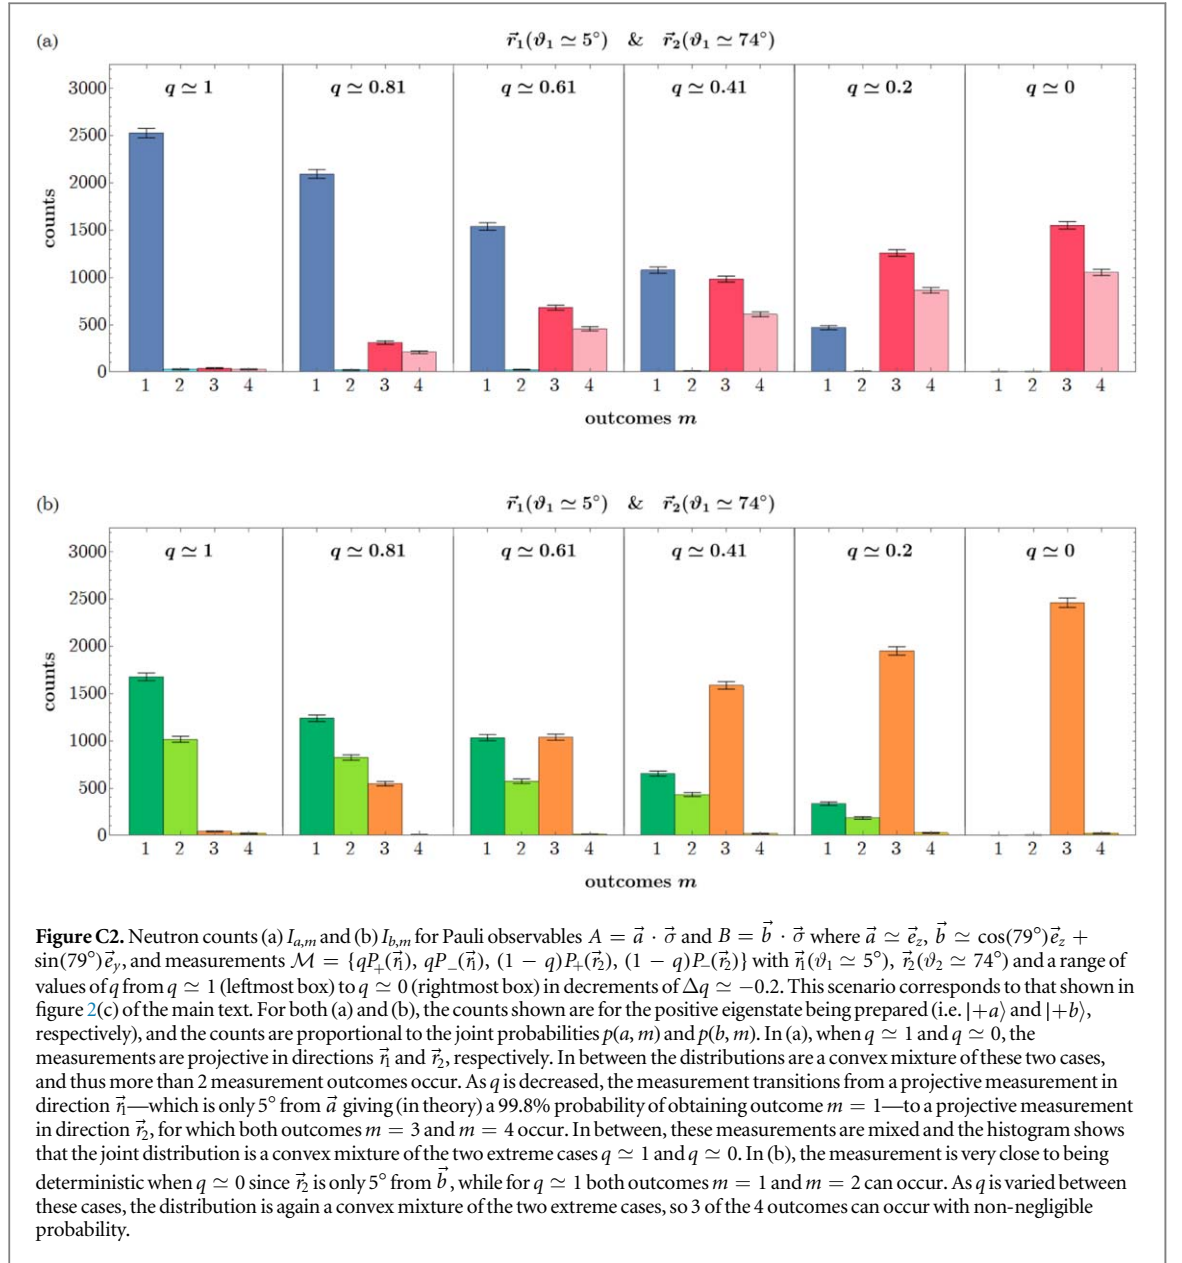 (a)
r⃗₁(ϑ₁ ≃ 5°) & r⃗₂(ϑ₁ ≃ 74°)
q ≃ 1 q ≃ 0.81 q ≃ 0.61 q ≃ 0.41 q ≃ 0.2 q ≃ 0
3000
2500
2000
1500
1000
500
0
counts
1 2 3 4 1 2 3 4 1 2 3 4 1 2 3 4 1 2 3 4 1 2 3 4
outcomes m
(b)
r⃗₁(ϑ₁ ≃ 5°) & r⃗₂(ϑ₁ ≃ 74°)
q ≃ 1 q ≃ 0.81 q ≃ 0.61 q ≃ 0.41 q ≃ 0.2 q ≃ 0
3000
2500
2000
1500
1000
500
0
counts
1 2 3 4 1 2 3 4 1 2 3 4 1 2 3 4 1 2 3 4 1 2 3 4
outcomes m
Figure C2. Neutron counts (a) Iₐ,ₘ and (b) I_b,m for Pauli observables A = a⃗ · σ⃗ and B = b⃗ · σ⃗ where a⃗ ≃ e⃗_z, b⃗ ≃ cos(79°)e⃗_z +
sin(79°)e⃗_y, and measurements ℳ = {qP₊(r⃗₁), qP₋(r⃗₁), (1 − q)P₊(r⃗₂), (1 − q)P₋(r⃗₂)} with r⃗₁(ϑ₁ ≃ 5°), r⃗₂(ϑ₂ ≃ 74°) and a range of
values of q from q ≃ 1 (leftmost box) to q ≃ 0 (rightmost box) in decrements of Δq ≃ −0.2. This scenario corresponds to that shown in
figure 2(c) of the main text. For both (a) and (b), the counts shown are for the positive eigenstate being prepared (i.e. |+a⟩ and |+b⟩,
respectively), and the counts are proportional to the joint probabilities p(a, m) and p(b, m). In (a), when q ≃ 1 and q ≃ 0, the
measurements are projective in directions r⃗₁ and r⃗₂, respectively. In between the distributions are a convex mixture of these two cases,
and thus more than 2 measurement outcomes occur. As q is decreased, the measurement transitions from a projective measurement in
direction r⃗₁—which is only 5° from a⃗ giving (in theory) a 99.8% probability of obtaining outcome m = 1—to a projective measurement
in direction r⃗₂, for which both outcomes m = 3 and m = 4 occur. In between, these measurements are mixed and the histogram shows
that the joint distribution is a convex mixture of the two extreme cases q ≃ 1 and q ≃ 0. In (b), the measurement is very close to being
deterministic when q ≃ 0 since r⃗₂ is only 5° from b⃗, while for q ≃ 1 both outcomes m = 1 and m = 2 can occur. As q is varied between
these cases, the distribution is again a convex mixture of the two extreme cases, so 3 of the 4 outcomes can occur with non-negligible
probability.